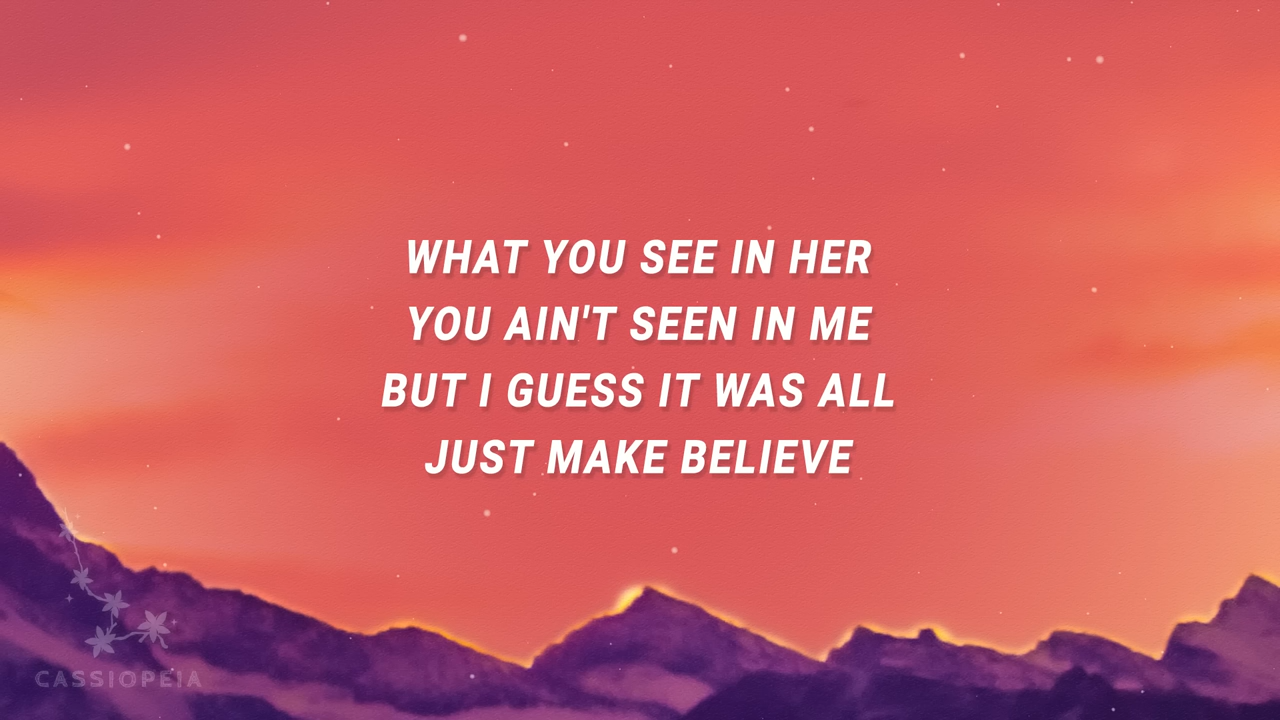 WHAT YOU SEE IN HER
YOU AIN'T SEEN IN ME
BUT I GUESS IT WAS ALL
JUST MAKE BELIEVE
CASSIOPEIA